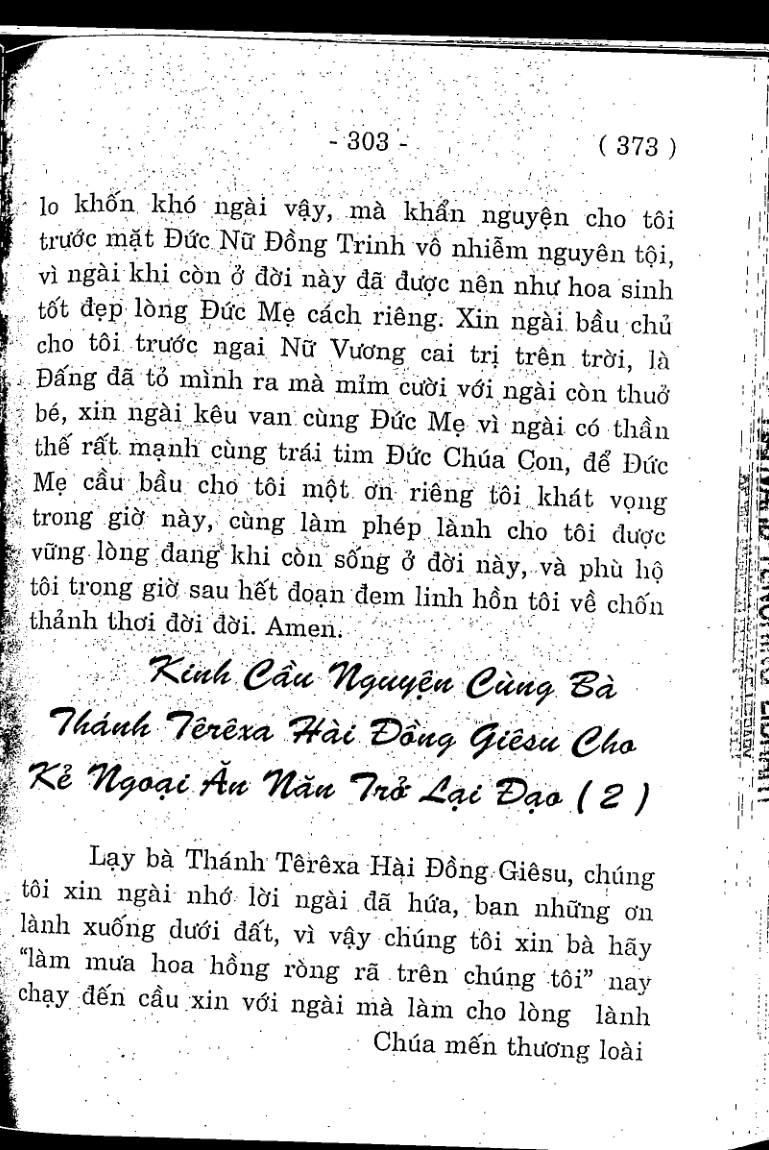 - 303 - ( 373 )
lo khốn khó ngài vậy, mà khẩn nguyện cho tôi
trước mặt Đức Nữ Đồng Trinh vô nhiễm nguyên tội,
vì ngài khi còn ở đời này đã được nên như hoa sinh
tốt đẹp lòng Đức Mẹ cách riêng. Xin ngài bầu chủ
cho tôi trước ngai Nữ Vương cai trị trên trời, là
Đấng đã tỏ mình ra mà mỉm cười với ngài còn thuở
bé, xin ngài kêu van cùng Đức Mẹ vì ngài có thần
thế rất mạnh cùng trái tim Đức Chúa Con, để Đức
Mẹ cầu bầu cho tôi một ơn riêng tôi khát vọng
trong giờ này, cùng làm phép lành cho tôi được
vững lòng đang khi còn sống ở đời này, và phù hộ
tôi trong giờ sau hết đoạn đem linh hồn tôi về chốn
thảnh thơi đời đời. Amen.
Kinh Cầu Nguyện Cùng Bà
Thánh Têrêxa Hài Đồng Giêsu Cho
Kẻ Ngoại Ăn Năn Trở Lại Đạo ( 2 )
Lạy bà Thánh Têrêxa Hài Đồng Giêsu, chúng
tôi xin ngài nhớ lời ngài đã hứa, ban những ơn
lành xuống dưới đất, vì vậy chúng tôi xin bà hãy
“làm mưa hoa hồng ròng rã trên chúng tôi” nay
chạy đến cầu xin với ngài mà làm cho lòng lành
Chúa mến thương loài